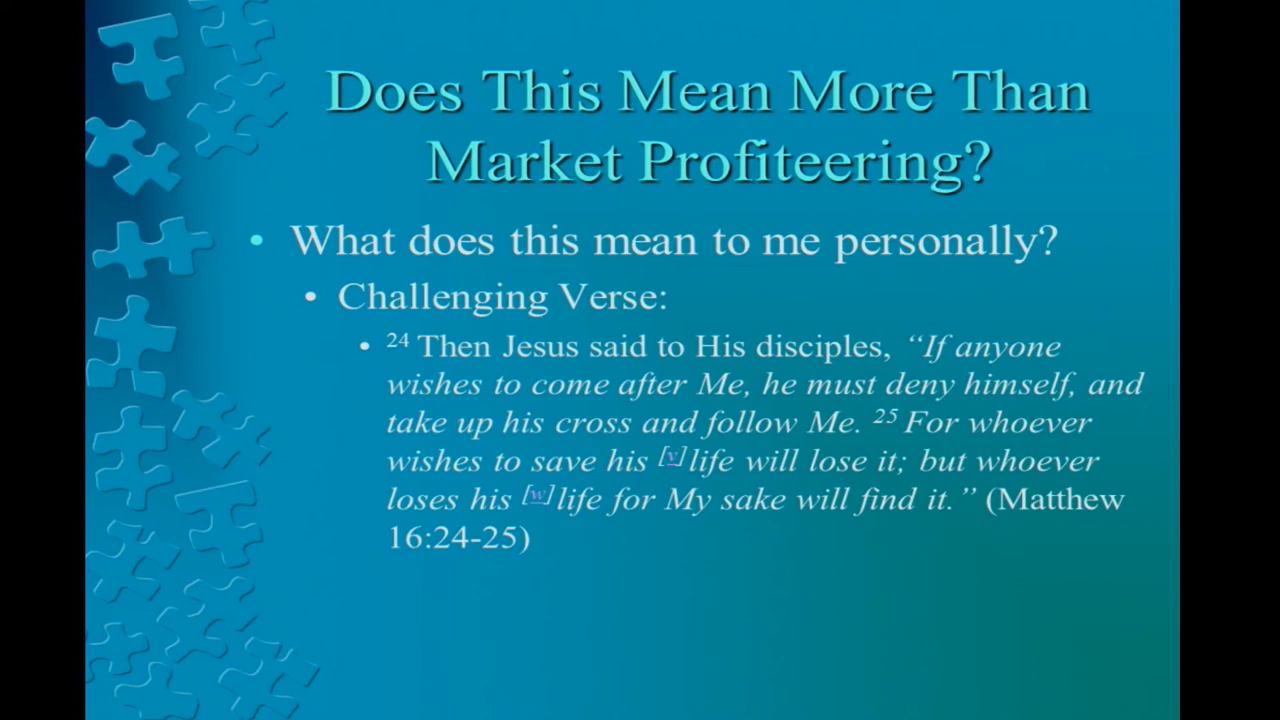 Does This Mean More Than
Market Profiteering?
• What does this mean to me personally?
• Challenging Verse:
• 24 Then Jesus said to His disciples, “If anyone
wishes to come after Me, he must deny himself, and
take up his cross and follow Me. 25 For whoever
wishes to save his [v]life will lose it; but whoever
loses his [w]life for My sake will find it.” (Matthew
16:24-25)